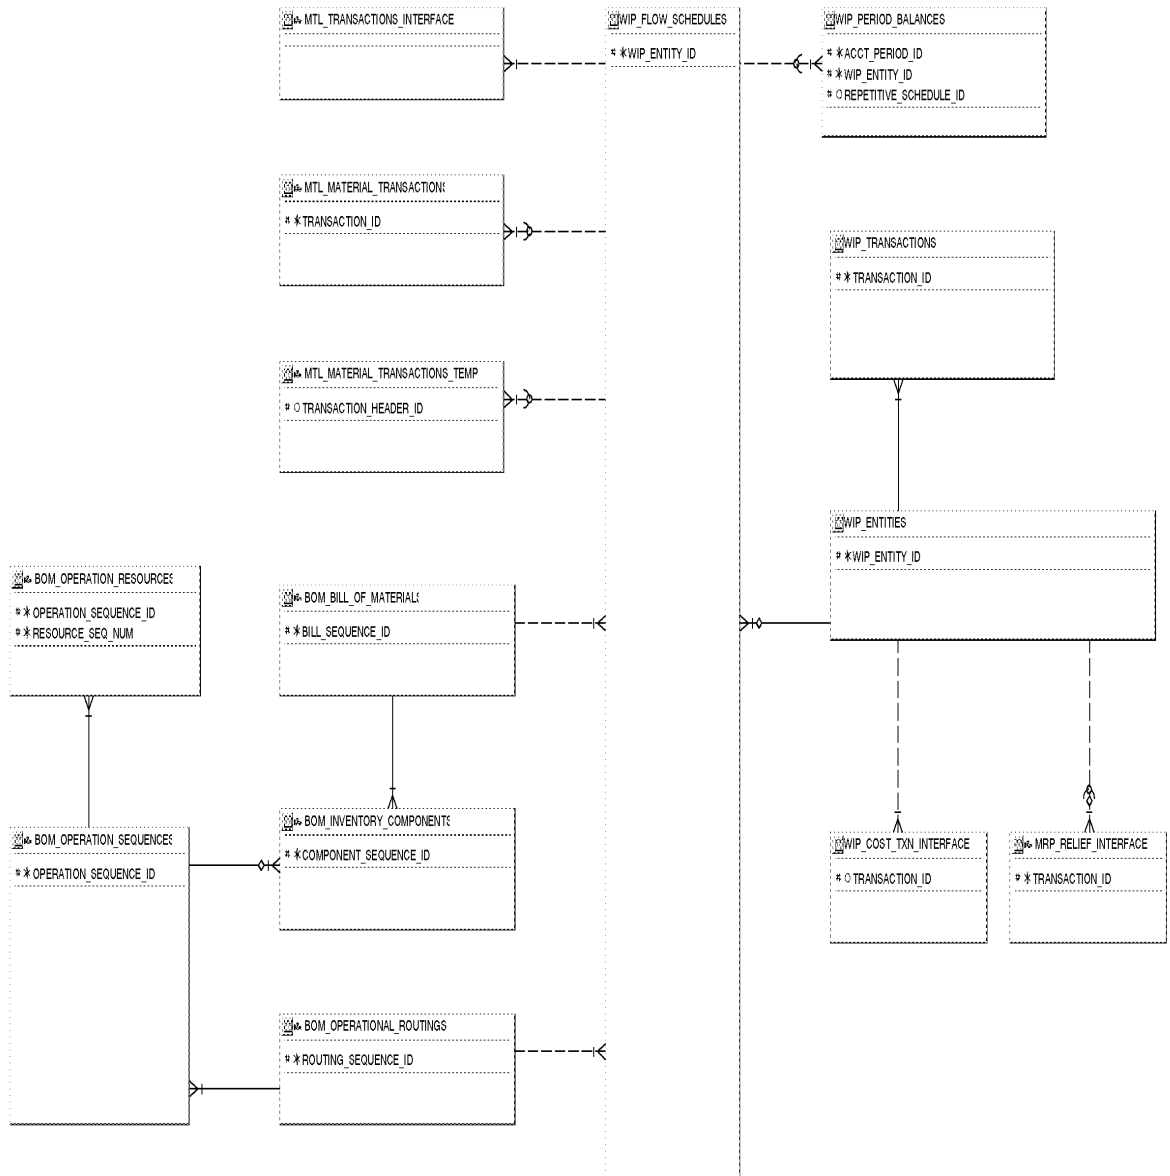 MTL_TRANSACTIONS_INTERFACE
WIP_FLOW_SCHEDULES
# *WIP_ENTITY_ID
WIP_PERIOD_BALANCES
# *ACCT_PERIOD_ID
# *WIP_ENTITY_ID
# O REPETITIVE_SCHEDULE_ID
MTL_MATERIAL_TRANSACTIONS
# *TRANSACTION_ID
WIP_TRANSACTIONS
# *TRANSACTION_ID
MTL_MATERIAL_TRANSACTIONS_TEMP
# O TRANSACTION_HEADER_ID
WIP_ENTITIES
# *WIP_ENTITY_ID
BOM_OPERATION_RESOURCES
# *OPERATION_SEQUENCE_ID
# *RESOURCE_SEQ_NUM
BOM_BILL_OF_MATERIALS
# *BILL_SEQUENCE_ID
BOM_OPERATION_SEQUENCES
# *OPERATION_SEQUENCE_ID
BOM_INVENTORY_COMPONENTS
# *COMPONENT_SEQUENCE_ID
WIP_COST_TXN_INTERFACE
# O TRANSACTION_ID
MRP_RELIEF_INTERFACE
# *TRANSACTION_ID
BOM_OPERATIONAL_ROUTINGS
# *ROUTING_SEQUENCE_ID